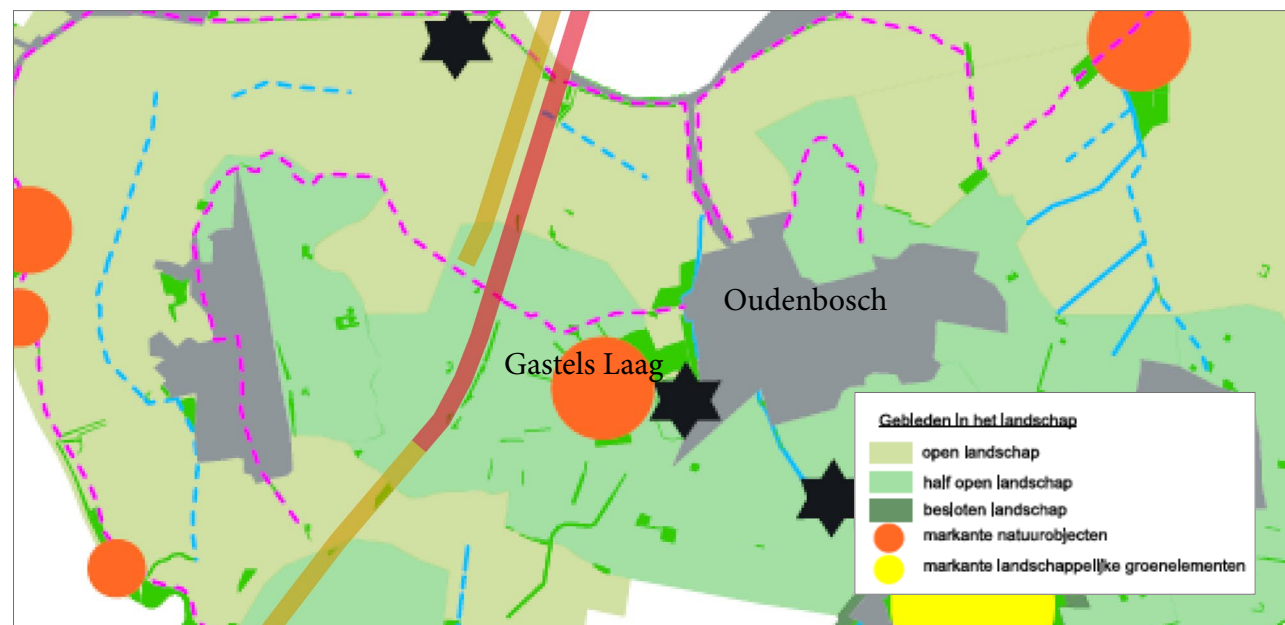 Oudenbosch
Gastels Laag
Gebieden in het landschap
open landschap
half open landschap
besloten landschap
markante natuurobjecten
markante landschappelijke groenelementen